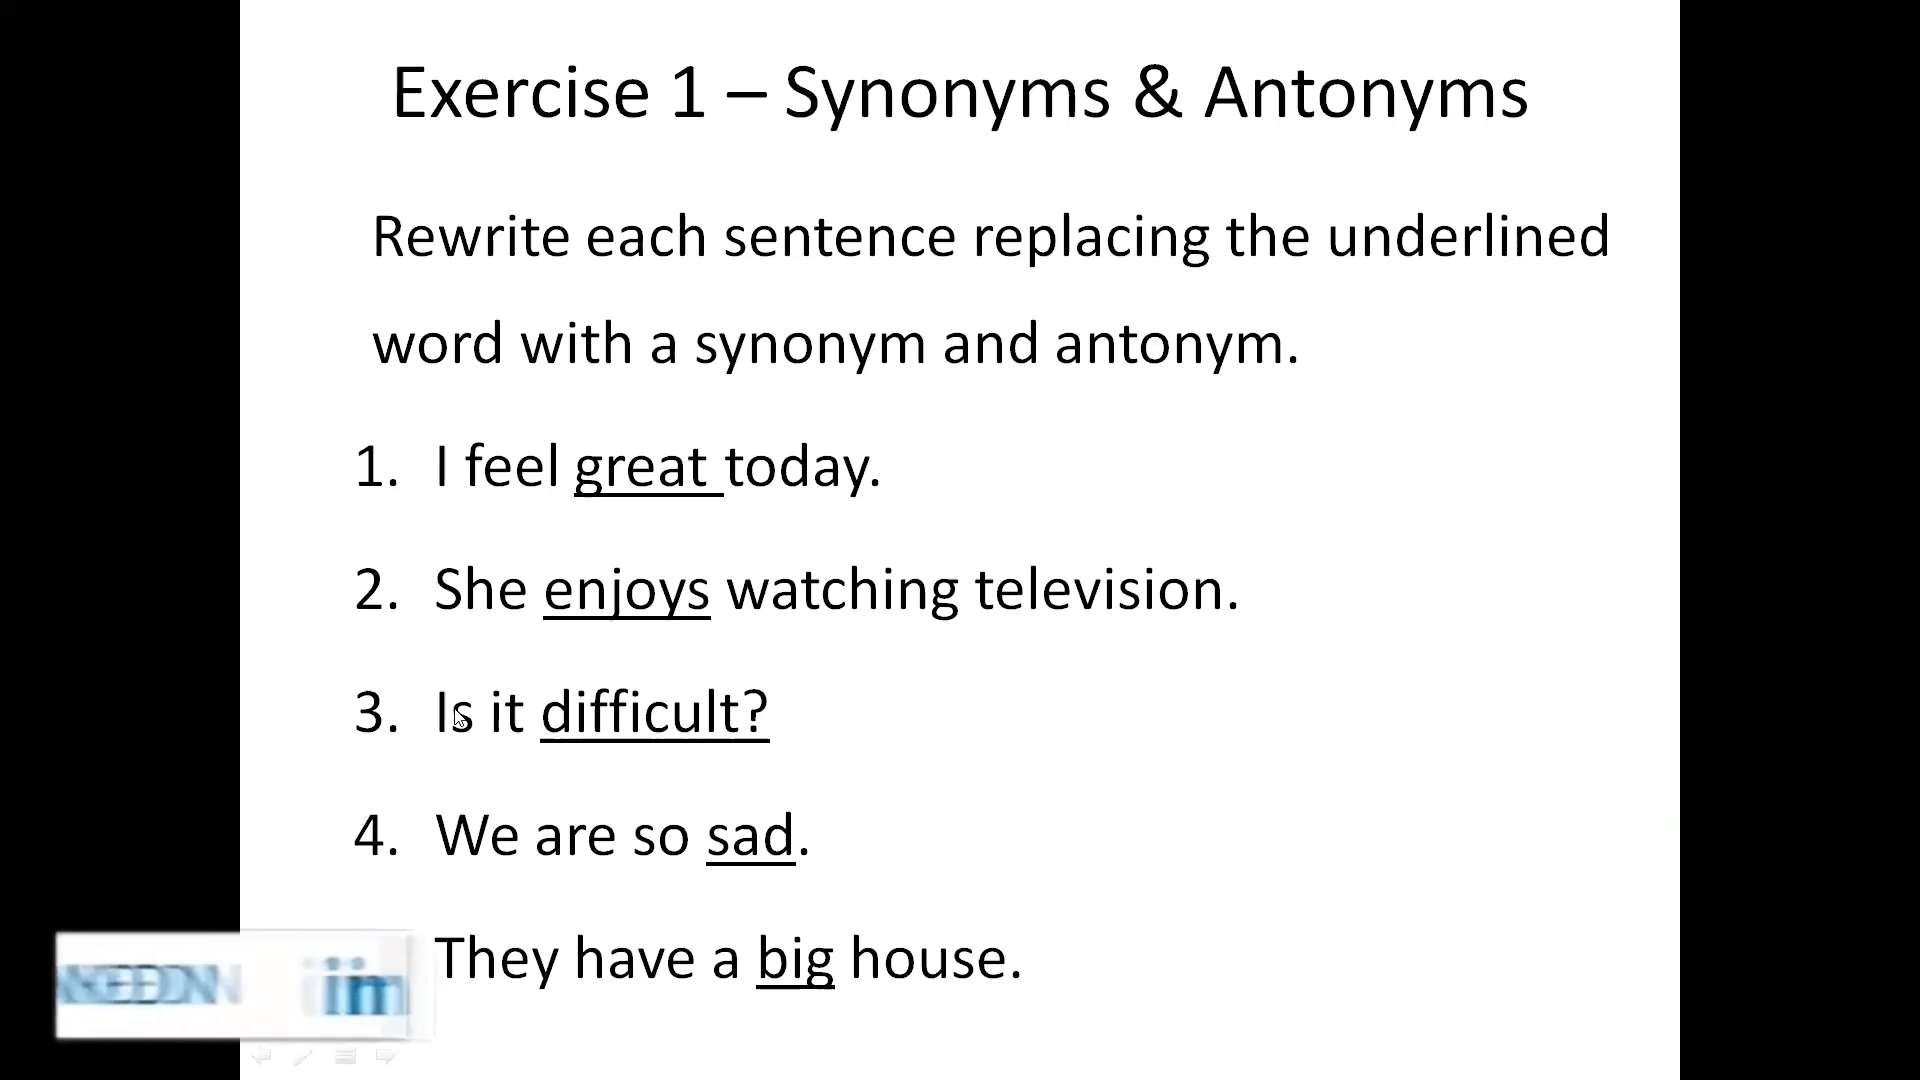 Exercise 1 – Synonyms & Antonyms
Rewrite each sentence replacing the underlined
word with a synonym and antonym.
1. I feel great today.
2. She enjoys watching television.
3. Is it difficult?
4. We are so sad.
They have a big house.